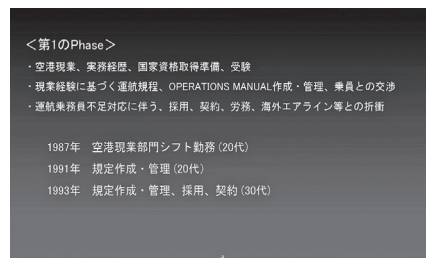 ＜第1のPhase＞
・空港現業、実務経歴、国家資格取得準備、受験
・現業経験に基づく運航規程、OPERATIONS MANUAL作成・管理、乗員との交渉
・運航乗務員不足対応に伴う、採用、契約、労務、海外エアライン等との折衝
1987年 空港現業部門シフト勤務(20代)
1991年 規定作成・管理(20代)
1993年 規定作成・管理、採用、契約(30代)